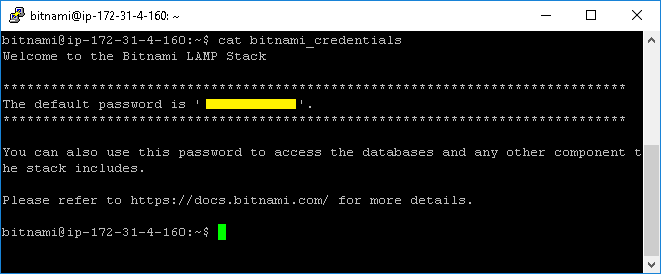 bitnami@ip-172-31-4-160: ~
bitnami@ip-172-31-4-160:~$ cat bitnami_credentials
Welcome to the Bitnami LAMP Stack
******************************************************************************
The default password is ' '.
******************************************************************************
You can also use this password to access the databases and any other component t
he stack includes.
Please refer to https://docs.bitnami.com/ for more details.
bitnami@ip-172-31-4-160:~$